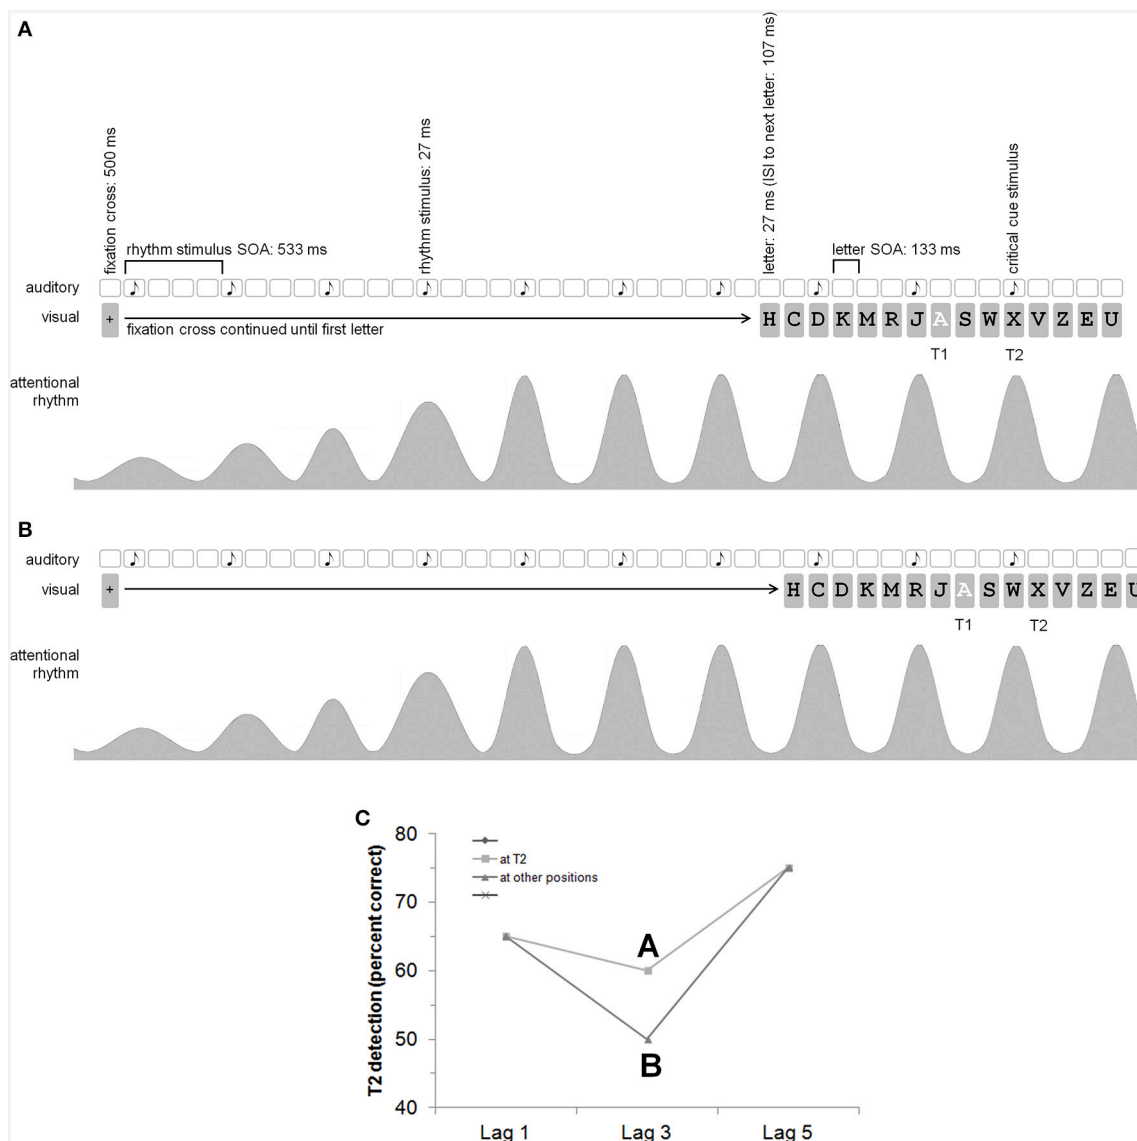 A
fixation cross: 500 ms
rhythm stimulus: 27 ms
letter: 27 ms (ISI to next letter: 107 ms)
critical cue stimulus
rhythm stimulus SOA: 533 ms
letter SOA: 133 ms
auditory
visual
+
fixation cross continued until first letter
H C D K M R J A S W X V Z E U
T1 T2
attentional
rhythm
B
auditory
visual
+
H C D K M R J A S W X V Z E U
T1 T2
attentional
rhythm
C
T2 detection (percent correct)
80
70
60
50
40
at T2
at other positions
A
B
Lag 1 Lag 3 Lag 5